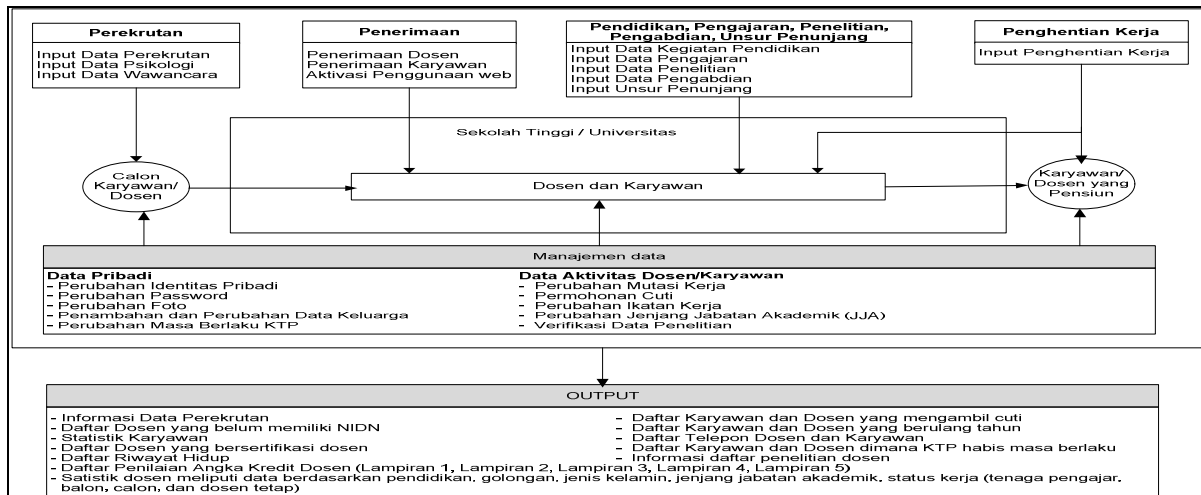 Perekrutan
Input Data Perekrutan
Input Data Psikologi
Input Data Wawancara
Penerimaan
Penerimaan Dosen
Penerimaan Karyawan
Aktivasi Penggunaan web
Pendidikan, Pengajaran, Penelitian,
Pengabdian, Unsur Penunjang
Input Data Kegiatan Pendidikan
Input Data Pengajaran
Input Data Penelitian
Input Data Pengabdian
Input Unsur Penunjang
Penghentian Kerja
Input Penghentian Kerja
Sekolah Tinggi / Universitas
Calon
Karyawan/
Dosen
Dosen dan Karyawan
Karyawan/
Dosen yang
Pensiun
Manajemen data
Data Pribadi
- Perubahan Identitas Pribadi
- Perubahan Password
- Perubahan Foto
- Penambahan dan Perubahan Data Keluarga
- Perubahan Masa Berlaku KTP
Data Aktivitas Dosen/Karyawan
- Perubahan Mutasi Kerja
- Permohonan Cuti
- Perubahan Ikatan Kerja
- Perubahan Jenjang Jabatan Akademik (JJA)
- Verifikasi Data Penelitian
OUTPUT
- Informasi Data Perekrutan
- Daftar Dosen yang belum memiliki NIDN
- Statistik Karyawan
- Daftar Dosen yang bersertifikasi dosen
- Daftar Riwayat Hidup
- Daftar Karyawan dan Dosen yang mengambil cuti
- Daftar Karyawan dan Dosen yang berulang tahun
- Daftar Telepon Dosen dan Karyawan
- Daftar Karyawan dan Dosen dimana KTP habis masa berlaku
- Informasi daftar penelitian dosen
- Daftar Penilaian Angka Kredit Dosen (Lampiran 1, Lampiran 2, Lampiran 3, Lampiran 4, Lampiran 5)
- Satistik dosen meliputi data berdasarkan pendidikan, golongan, jenis kelamin, jenjang jabatan akademik, status kerja (tenaga pengajar,
balon, calon, dan dosen tetap)